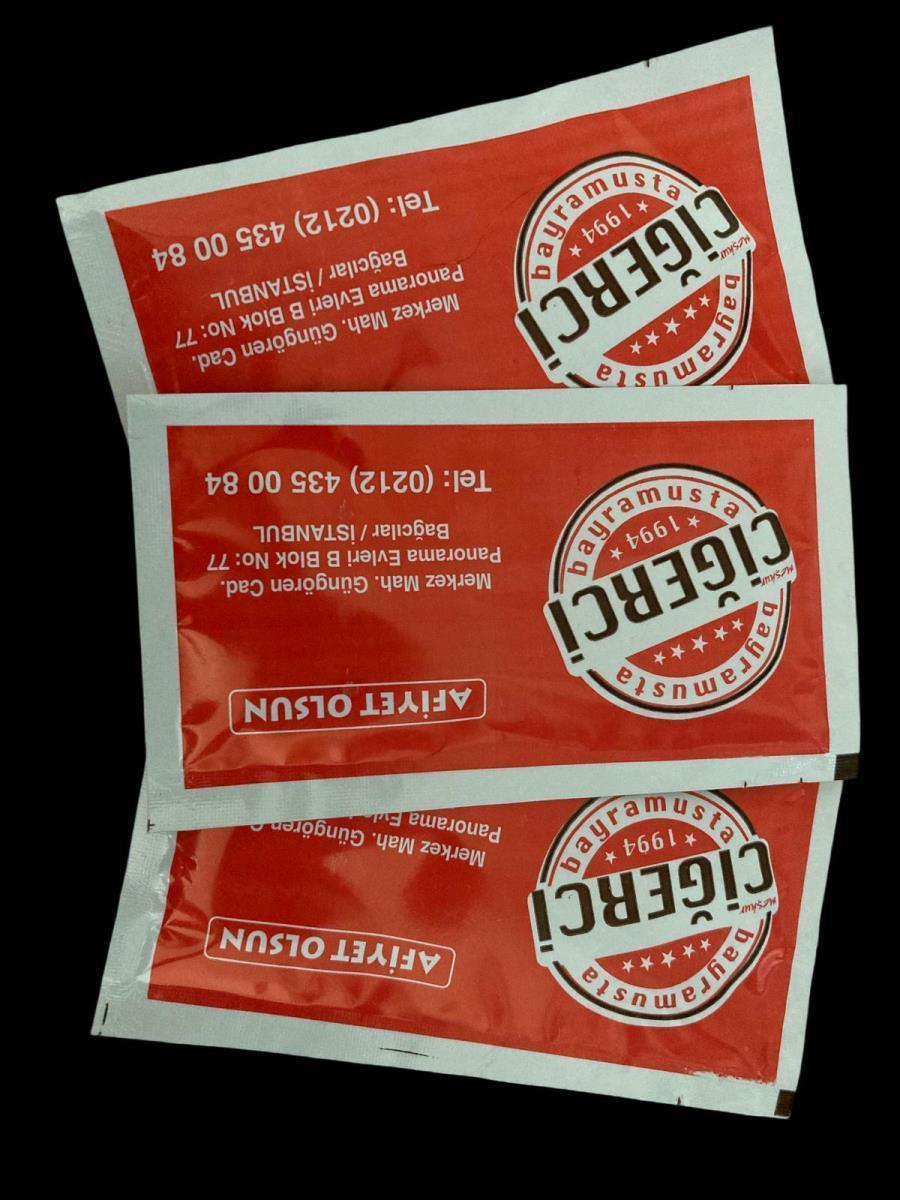 Tel: (0212) 435 00 84
Bağcılar / İSTANBUL
Panorama Evleri B Blok No: 77
Merkez Mah. Güngören Cad.
bayramusta
1994
CİĞERCİ
meşhur
bayramusta
AFİYET OLSUN
Merkez Mah. Güngören Cad.
Panorama Evleri B Blok No: 77
Bağcılar / İSTANBUL
Tel: (0212) 435 00 84
bayramusta
meşhur
CİĞERCİ
1994
bayramusta
AFİYET OLSUN
Merkez Mah. Güngören
Panorama
bayramusta
meşhur
CİĞERCİ
1994
bayramusta